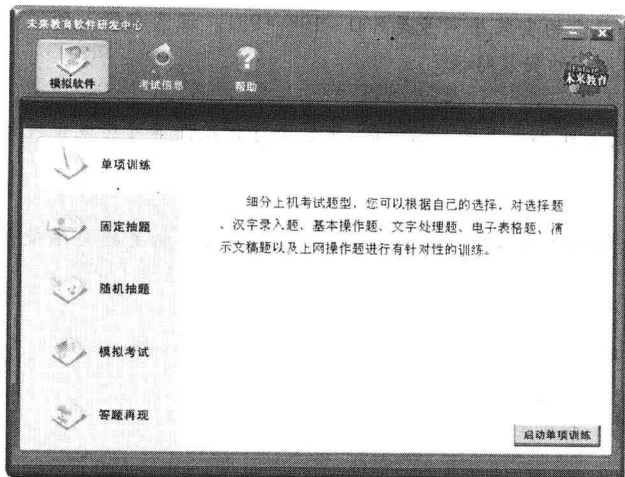 未来教育软件研发中心
模拟软件
考试信息
帮助
未来教育
单项训练
固定抽题
随机抽题
模拟考试
答题再现
细分上机考试题型，您可以根据自己的选择，对选择题
、汉字录入题、基本操作题、文字处理题、电子表格题、演
示文稿题以及上网操作题进行有针对性的训练。
启动单项训练